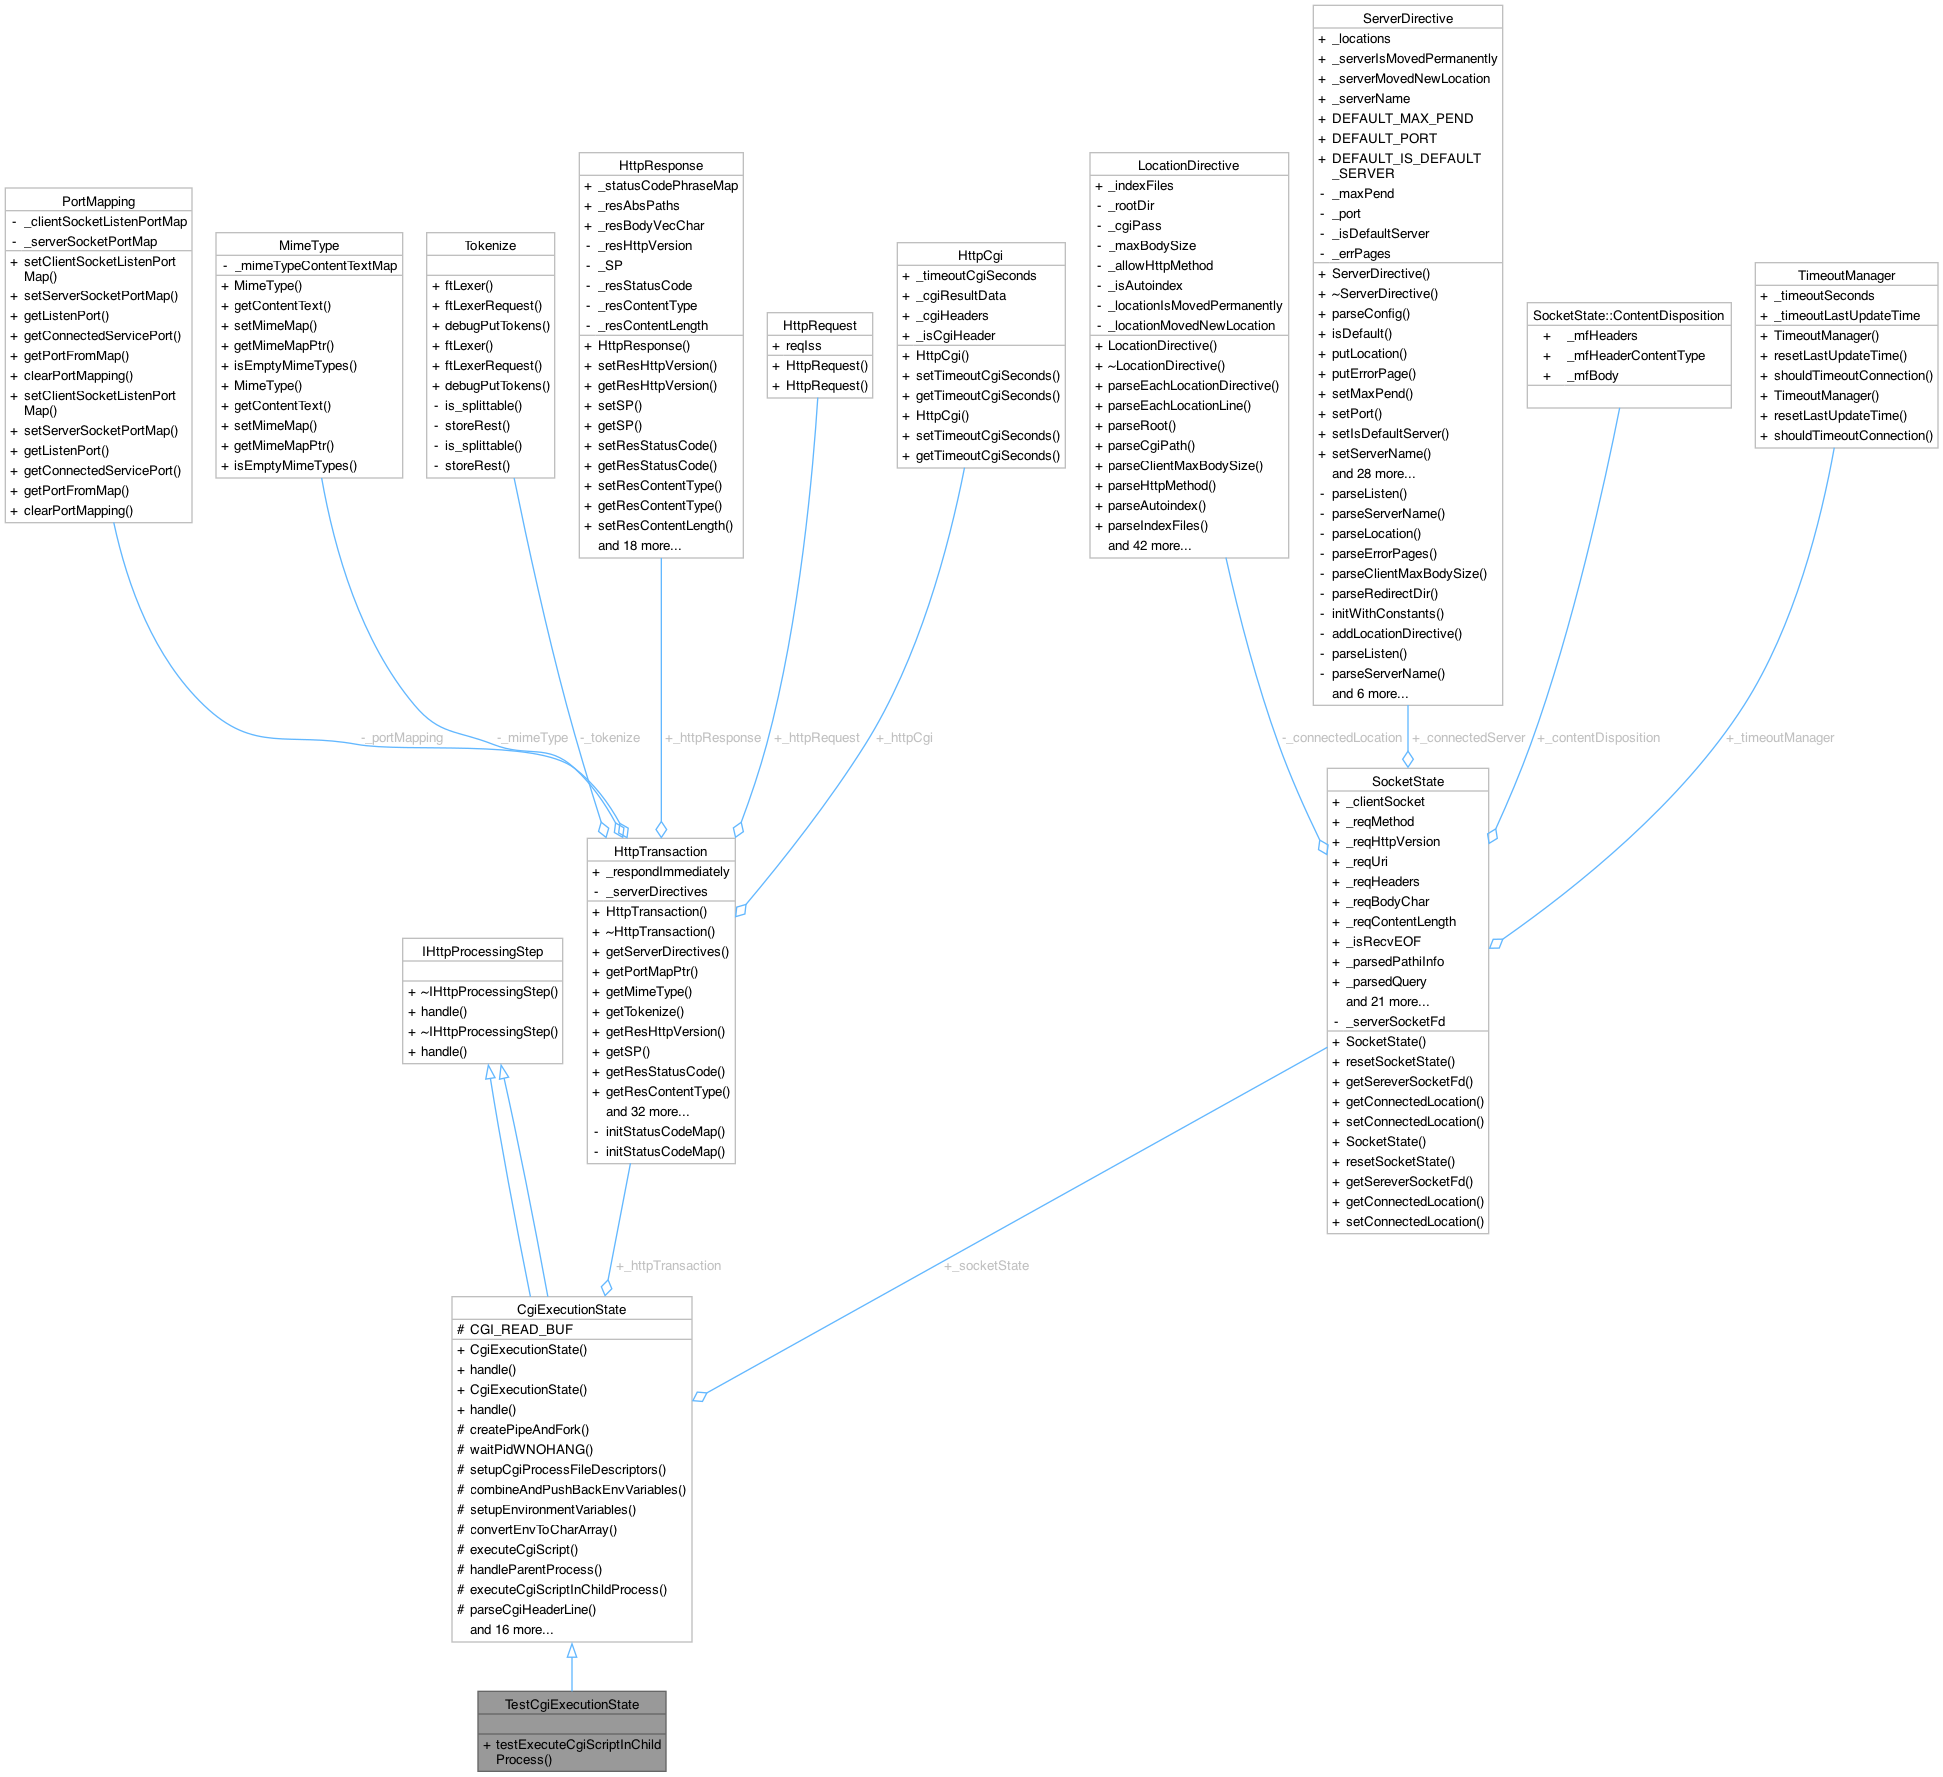 ServerDirective
+ _locations
+ _serverIsMovedPermanently
+ _serverMovedNewLocation
+ _serverName
+ DEFAULT_MAX_PEND
+ DEFAULT_PORT
+ DEFAULT_IS_DEFAULT
_SERVER
- _maxPend
- _port
- _isDefaultServer
- _errPages
+ ServerDirective()
+ ~ServerDirective()
+ parseConfig()
+ isDefault()
+ putLocation()
+ putErrorPage()
+ setMaxPend()
+ setPort()
+ setIsDefaultServer()
+ setServerName()
and 28 more...
- parseListen()
- parseServerName()
- parseLocation()
- parseErrorPages()
- parseClientMaxBodySize()
- parseRedirectDir()
- initWithConstants()
- addLocationDirective()
- parseListen()
- parseServerName()
and 6 more...
PortMapping
- _clientSocketListenPortMap
- _serverSocketPortMap
+ setClientSocketListenPort
Map()
+ setServerSocketPortMap()
+ getListenPort()
+ getConnectedServicePort()
+ getPortFromMap()
+ clearPortMapping()
+ setClientSocketListenPort
Map()
+ setServerSocketPortMap()
+ getListenPort()
+ getConnectedServicePort()
+ getPortFromMap()
+ clearPortMapping()
MimeType
- _mimeTypeContentTextMap
+ MimeType()
+ getContentText()
+ setMimeMap()
+ getMimeMapPtr()
+ isEmptyMimeTypes()
+ MimeType()
+ getContentText()
+ setMimeMap()
+ getMimeMapPtr()
+ isEmptyMimeTypes()
Tokenize
+ ftLexer()
+ ftLexerRequest()
+ debugPutTokens()
+ ftLexer()
+ ftLexerRequest()
+ debugPutTokens()
- is_splittable()
- storeRest()
- is_splittable()
- storeRest()
HttpResponse
+ _statusCodePhraseMap
+ _resAbsPaths
+ _resBodyVecChar
- _resHttpVersion
- _SP
- _resStatusCode
- _resContentType
- _resContentLength
+ HttpResponse()
+ setResHttpVersion()
+ getResHttpVersion()
+ setSP()
+ getSP()
+ setResStatusCode()
+ getResStatusCode()
+ setResContentType()
+ getResContentType()
+ setResContentLength()
and 18 more...
HttpRequest
+ reqIss
+ HttpRequest()
+ HttpRequest()
HttpCgi
+ _timeoutCgiSeconds
+ _cgiResultData
+ _cgiHeaders
+ _isCgiHeader
+ HttpCgi()
+ setTimeoutCgiSeconds()
+ getTimeoutCgiSeconds()
+ HttpCgi()
+ setTimeoutCgiSeconds()
+ getTimeoutCgiSeconds()
LocationDirective
+ _indexFiles
- _rootDir
- _cgiPass
- _maxBodySize
- _allowHttpMethod
- _isAutoindex
- _locationIsMovedPermanently
- _locationMovedNewLocation
+ LocationDirective()
+ ~LocationDirective()
+ parseEachLocationDirective()
+ parseEachLocationLine()
+ parseRoot()
+ parseCgiPath()
+ parseClientMaxBodySize()
+ parseHttpMethod()
+ parseAutoindex()
+ parseIndexFiles()
and 42 more...
SocketState::ContentDisposition
+ _mfHeaders
+ _mfHeaderContentType
+ _mfBody
TimeoutManager
+ _timeoutSeconds
+ _timeoutLastUpdateTime
+ TimeoutManager()
+ resetLastUpdateTime()
+ shouldTimeoutConnection()
+ TimeoutManager()
+ resetLastUpdateTime()
+ shouldTimeoutConnection()
-_portMapping
-_mimeType
-_tokenize
+_httpResponse
+_httpRequest
+_httpCgi
-_connectedLocation
+_connectedServer
+_contentDisposition
+_timeoutManager
HttpTransaction
+ _respondImmediately
- _serverDirectives
+ HttpTransaction()
+ ~HttpTransaction()
+ getServerDirectives()
+ getPortMapPtr()
+ getMimeType()
+ getTokenize()
+ getResHttpVersion()
+ getSP()
+ getResStatusCode()
+ getResContentType()
and 32 more...
- initStatusCodeMap()
- initStatusCodeMap()
SocketState
+ _clientSocket
+ _reqMethod
+ _reqHttpVersion
+ _reqUri
+ _reqHeaders
+ _reqBodyChar
+ _reqContentLength
+ _isRecvEOF
+ _parsedPathiInfo
+ _parsedQuery
and 21 more...
- _serverSocketFd
+ SocketState()
+ resetSocketState()
+ getSereverSocketFd()
+ getConnectedLocation()
+ setConnectedLocation()
+ SocketState()
+ resetSocketState()
+ getSereverSocketFd()
+ getConnectedLocation()
+ setConnectedLocation()
IHttpProcessingStep
+ ~IHttpProcessingStep()
+ handle()
+ ~IHttpProcessingStep()
+ handle()
+_httpTransaction
+_socketState
CgiExecutionState
# CGI_READ_BUF
+ CgiExecutionState()
+ handle()
+ CgiExecutionState()
+ handle()
# createPipeAndFork()
# waitPidWNOHANG()
# setupCgiProcessFileDescriptors()
# combineAndPushBackEnvVariables()
# setupEnvironmentVariables()
# convertEnvToCharArray()
# executeCgiScript()
# handleParentProcess()
# executeCgiScriptInChildProcess()
# parseCgiHeaderLine()
and 16 more...
TestCgiExecutionState
+ testExecuteCgiScriptInChild
Process()